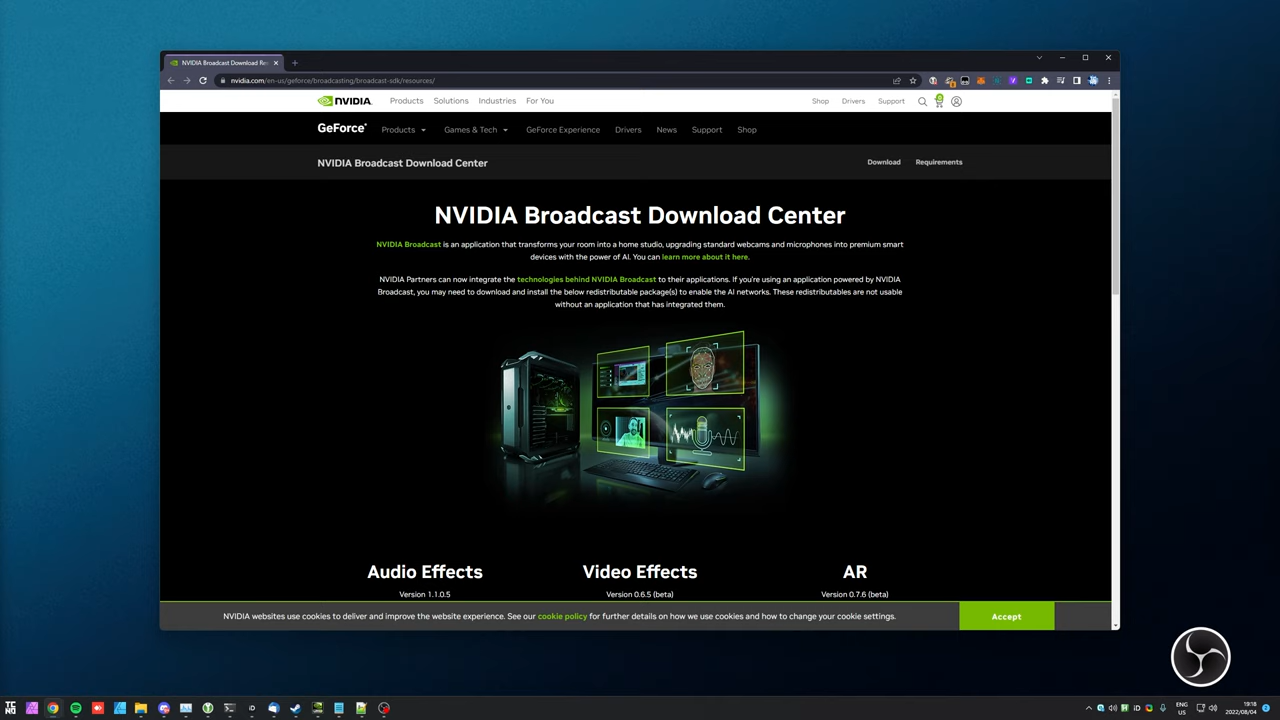 NVIDIA Broadcast Download Re
nvidia.com/en-us/geforce/broadcasting/broadcast-sdk/resources/
NVIDIA. Products Solutions Industries For You Shop Drivers Support
GeForce Products Games & Tech GeForce Experience Drivers News Support Shop
NVIDIA Broadcast Download Center Download Requirements
NVIDIA Broadcast Download Center
NVIDIA Broadcast is an application that transforms your room into a home studio, upgrading standard webcams and microphones into premium smart
devices with the power of AI. You can learn more about it here.
NVIDIA Partners can now integrate the technologies behind NVIDIA Broadcast to their applications. If you're using an application powered by NVIDIA
Broadcast, you may need to download and install the below redistributable package(s) to enable the AI networks. These redistributables are not usable
without an application that has integrated them.
Audio Effects Video Effects AR
Version 1.1.0.5 Version 0.6.5 (beta) Version 0.7.6 (beta)
NVIDIA websites use cookies to deliver and improve the website experience. See our cookie policy for further details on how we use cookies and how to change your cookie settings. Accept
ENG 19:18
US 2022/08/04